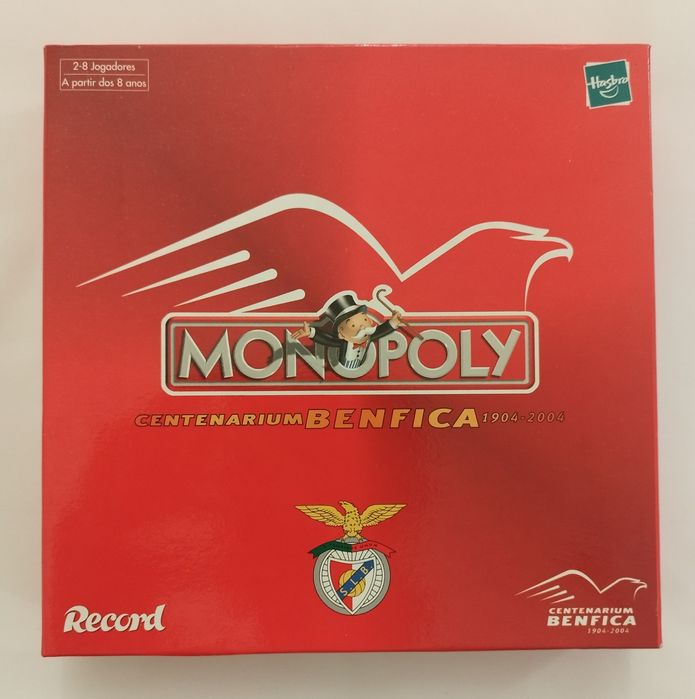 2-8 Jogadores
A partir dos 8 anos
Hasbro
MONOPOLY
CENTENARIUM BENFICA 1904-2004
S.L.B.
Record
CENTENARIUM
BENFICA
1904-2004